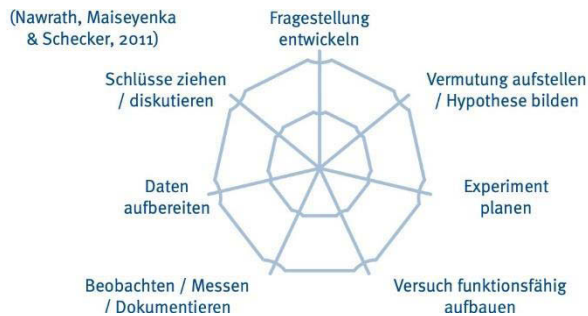 (Nawrath, Maiseyenka
& Schecker, 2011)
Fragestellung
entwickeln
Vermutung aufstellen
/ Hypothese bilden
Experiment
planen
Versuch funktionsfähig
aufbauen
Beobachten / Messen
/ Dokumentieren
Daten
aufbereiten
Schlüsse ziehen
/ diskutieren